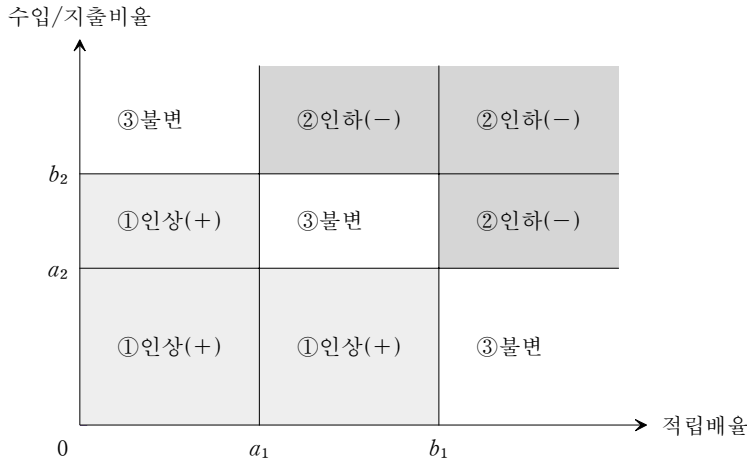 수입/지출비율
③불변 ②인하(－) ②인하(－)
b₂
①인상(＋) ③불변 ②인하(－)
a₂
①인상(＋) ①인상(＋) ③불변
적립배율
0 a₁ b₁